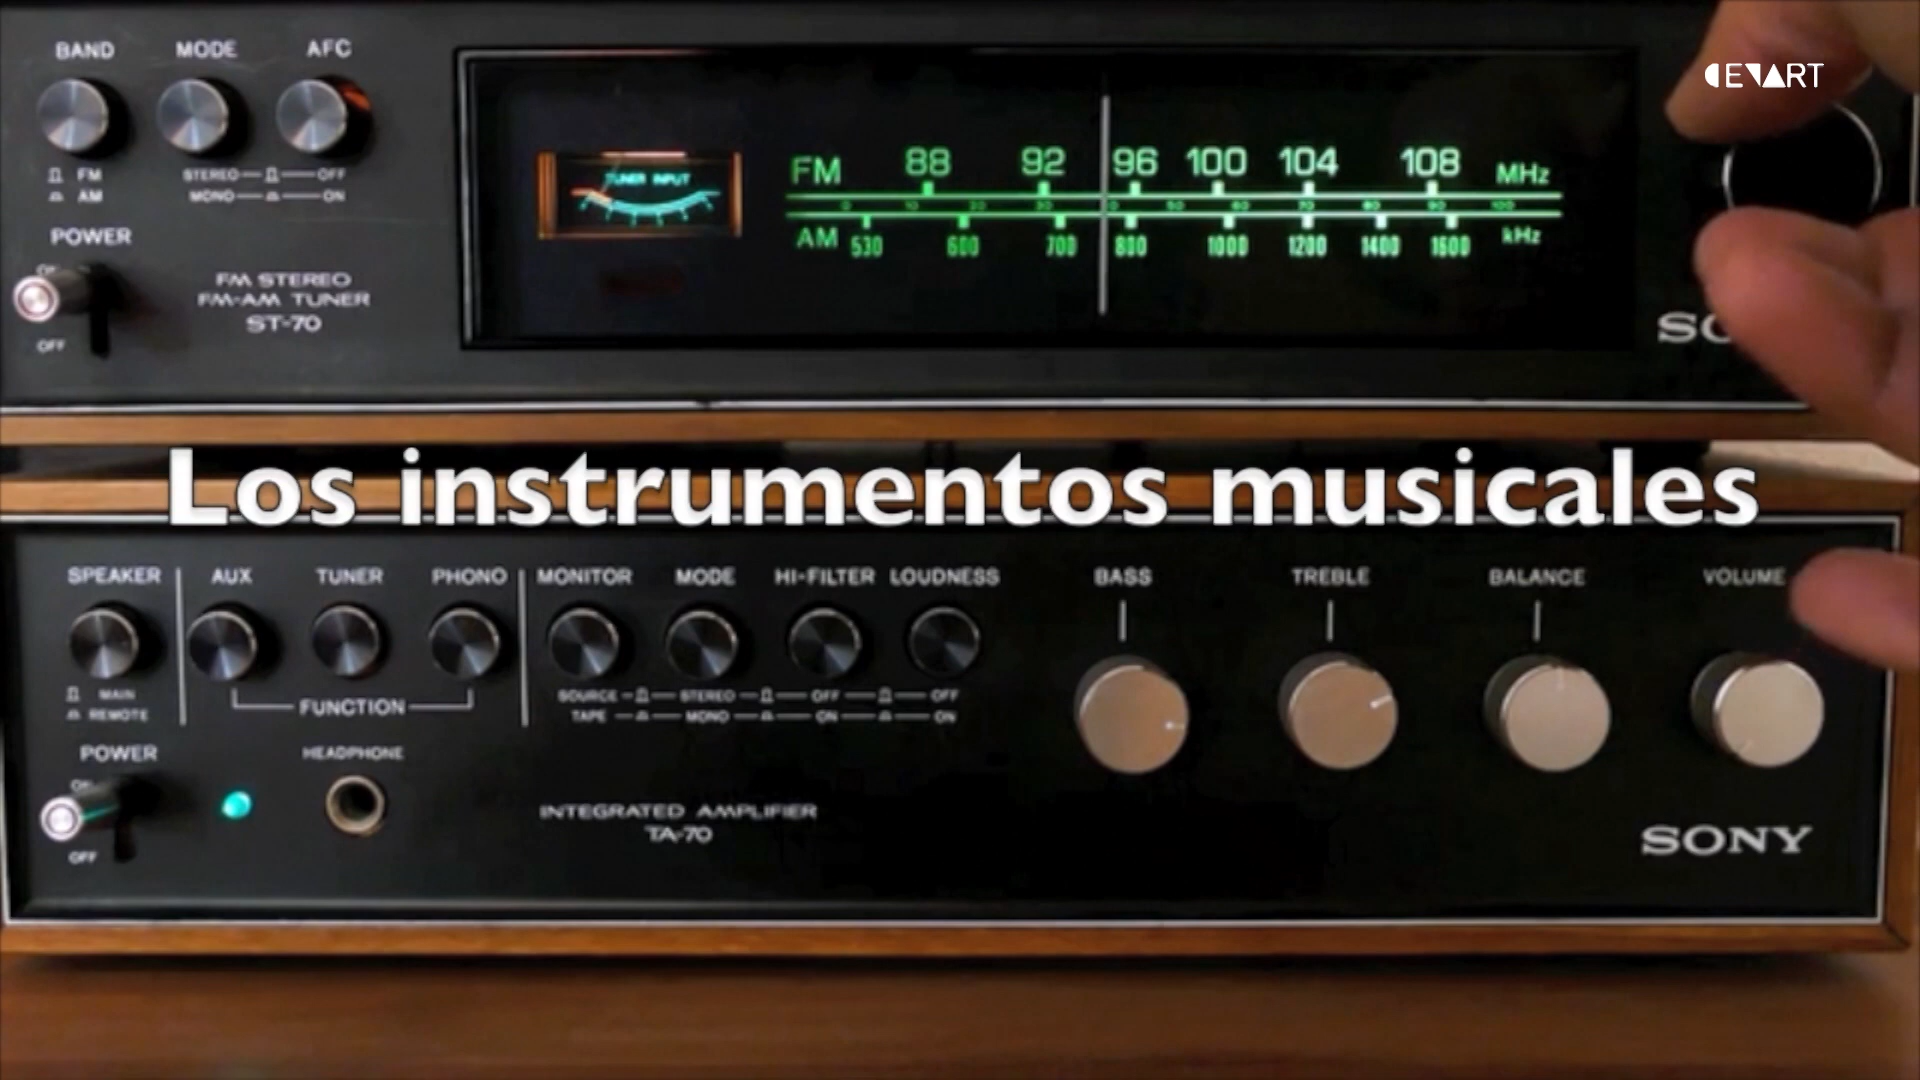 BAND MODE AFC
CENART
FM STEREO OFF
AM MONO ON
POWER
ON
OFF
FM STEREO
FM-AM TUNER
ST-70
TUNER INPUT
FM 88 92 96 100 104 108 MHz
AM 530 600 700 800 1000 1200 1400 1600 kHz
SO
Los instrumentos musicales
SPEAKER AUX TUNER PHONO MONITOR MODE HI-FILTER LOUDNESS BASS TREBLE BALANCE VOLUME
MAIN SOURCE STEREO OFF OFF
REMOTE TAPE MONO ON ON
FUNCTION
POWER HEADPHONE
ON
OFF
INTEGRATED AMPLIFIER
TA-70
SONY